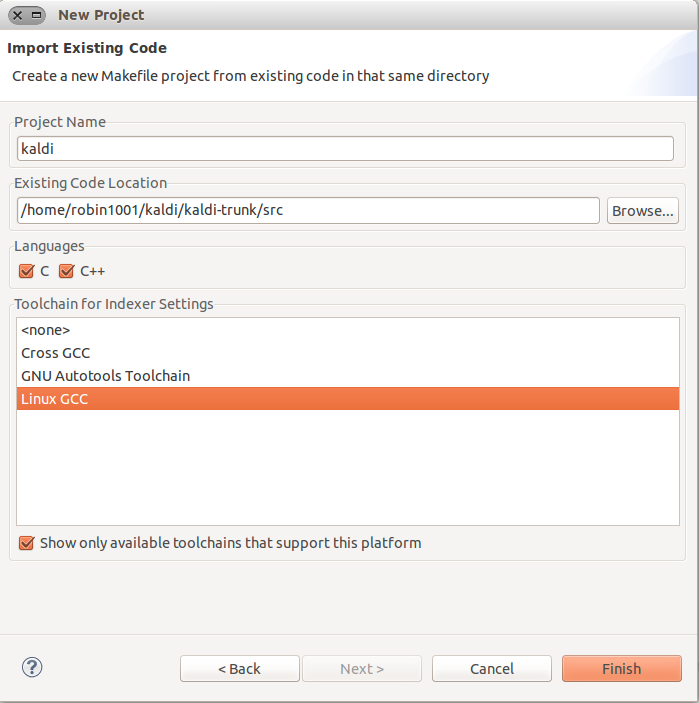 New Project
Import Existing Code
Create a new Makefile project from existing code in that same directory
Project Name
kaldi
Existing Code Location
/home/robin1001/kaldi/kaldi-trunk/src
Browse...
Languages
C C++
Toolchain for Indexer Settings
<none>
Cross GCC
GNU Autotools Toolchain
Linux GCC
Show only available toolchains that support this platform
? < Back Next > Cancel Finish